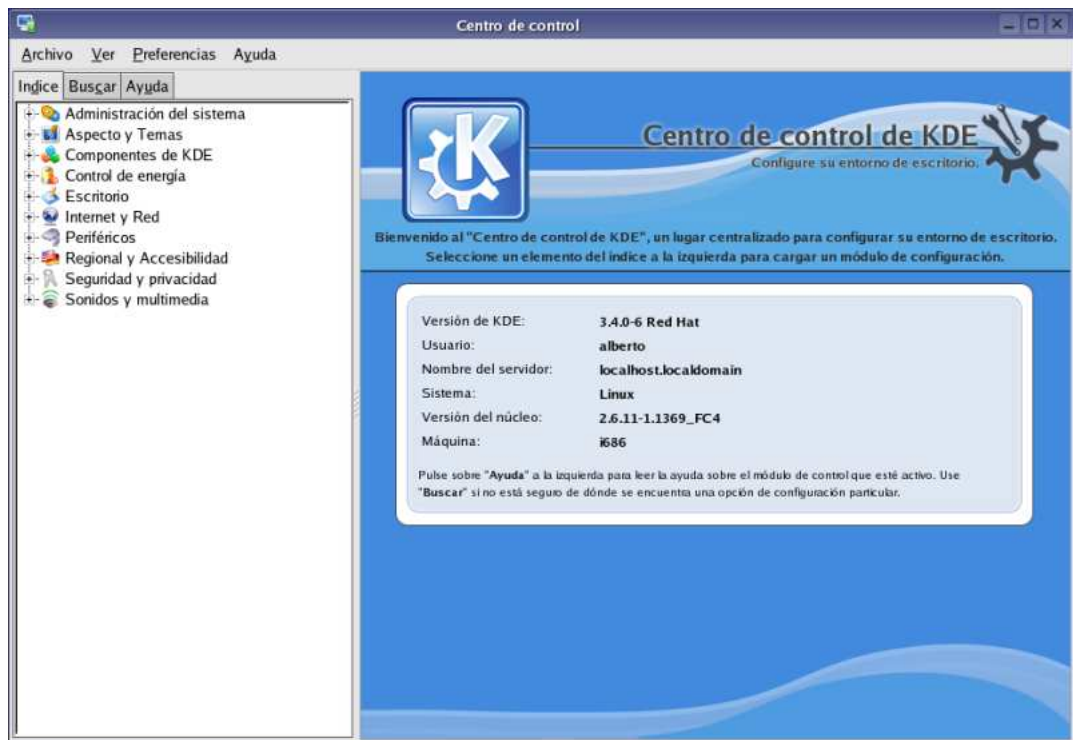 Centro de control
Archivo Ver Preferencias Ayuda
Indice Buscar Ayuda
Administración del sistema
Aspecto y Temas
Componentes de KDE
Control de energía
Escritorio
Internet y Red
Periféricos
Regional y Accesibilidad
Seguridad y privacidad
Sonidos y multimedia
K
Centro de control de KDE
Configure su entorno de escritorio.
Bienvenido al "Centro de control de KDE", un lugar centralizado para configurar su entorno de escritorio.
Seleccione un elemento del índice a la izquierda para cargar un módulo de configuración.
Versión de KDE: 3.4.0-6 Red Hat
Usuario: alberto
Nombre del servidor: localhost.localdomain
Sistema: Linux
Versión del núcleo: 2.6.11-1.1369_FC4
Máquina: i686
Pulse sobre "Ayuda" a la izquierda para leer la ayuda sobre el módulo de control que esté activo. Use
"Buscar" si no está seguro de dónde se encuentra una opción de configuración particular.